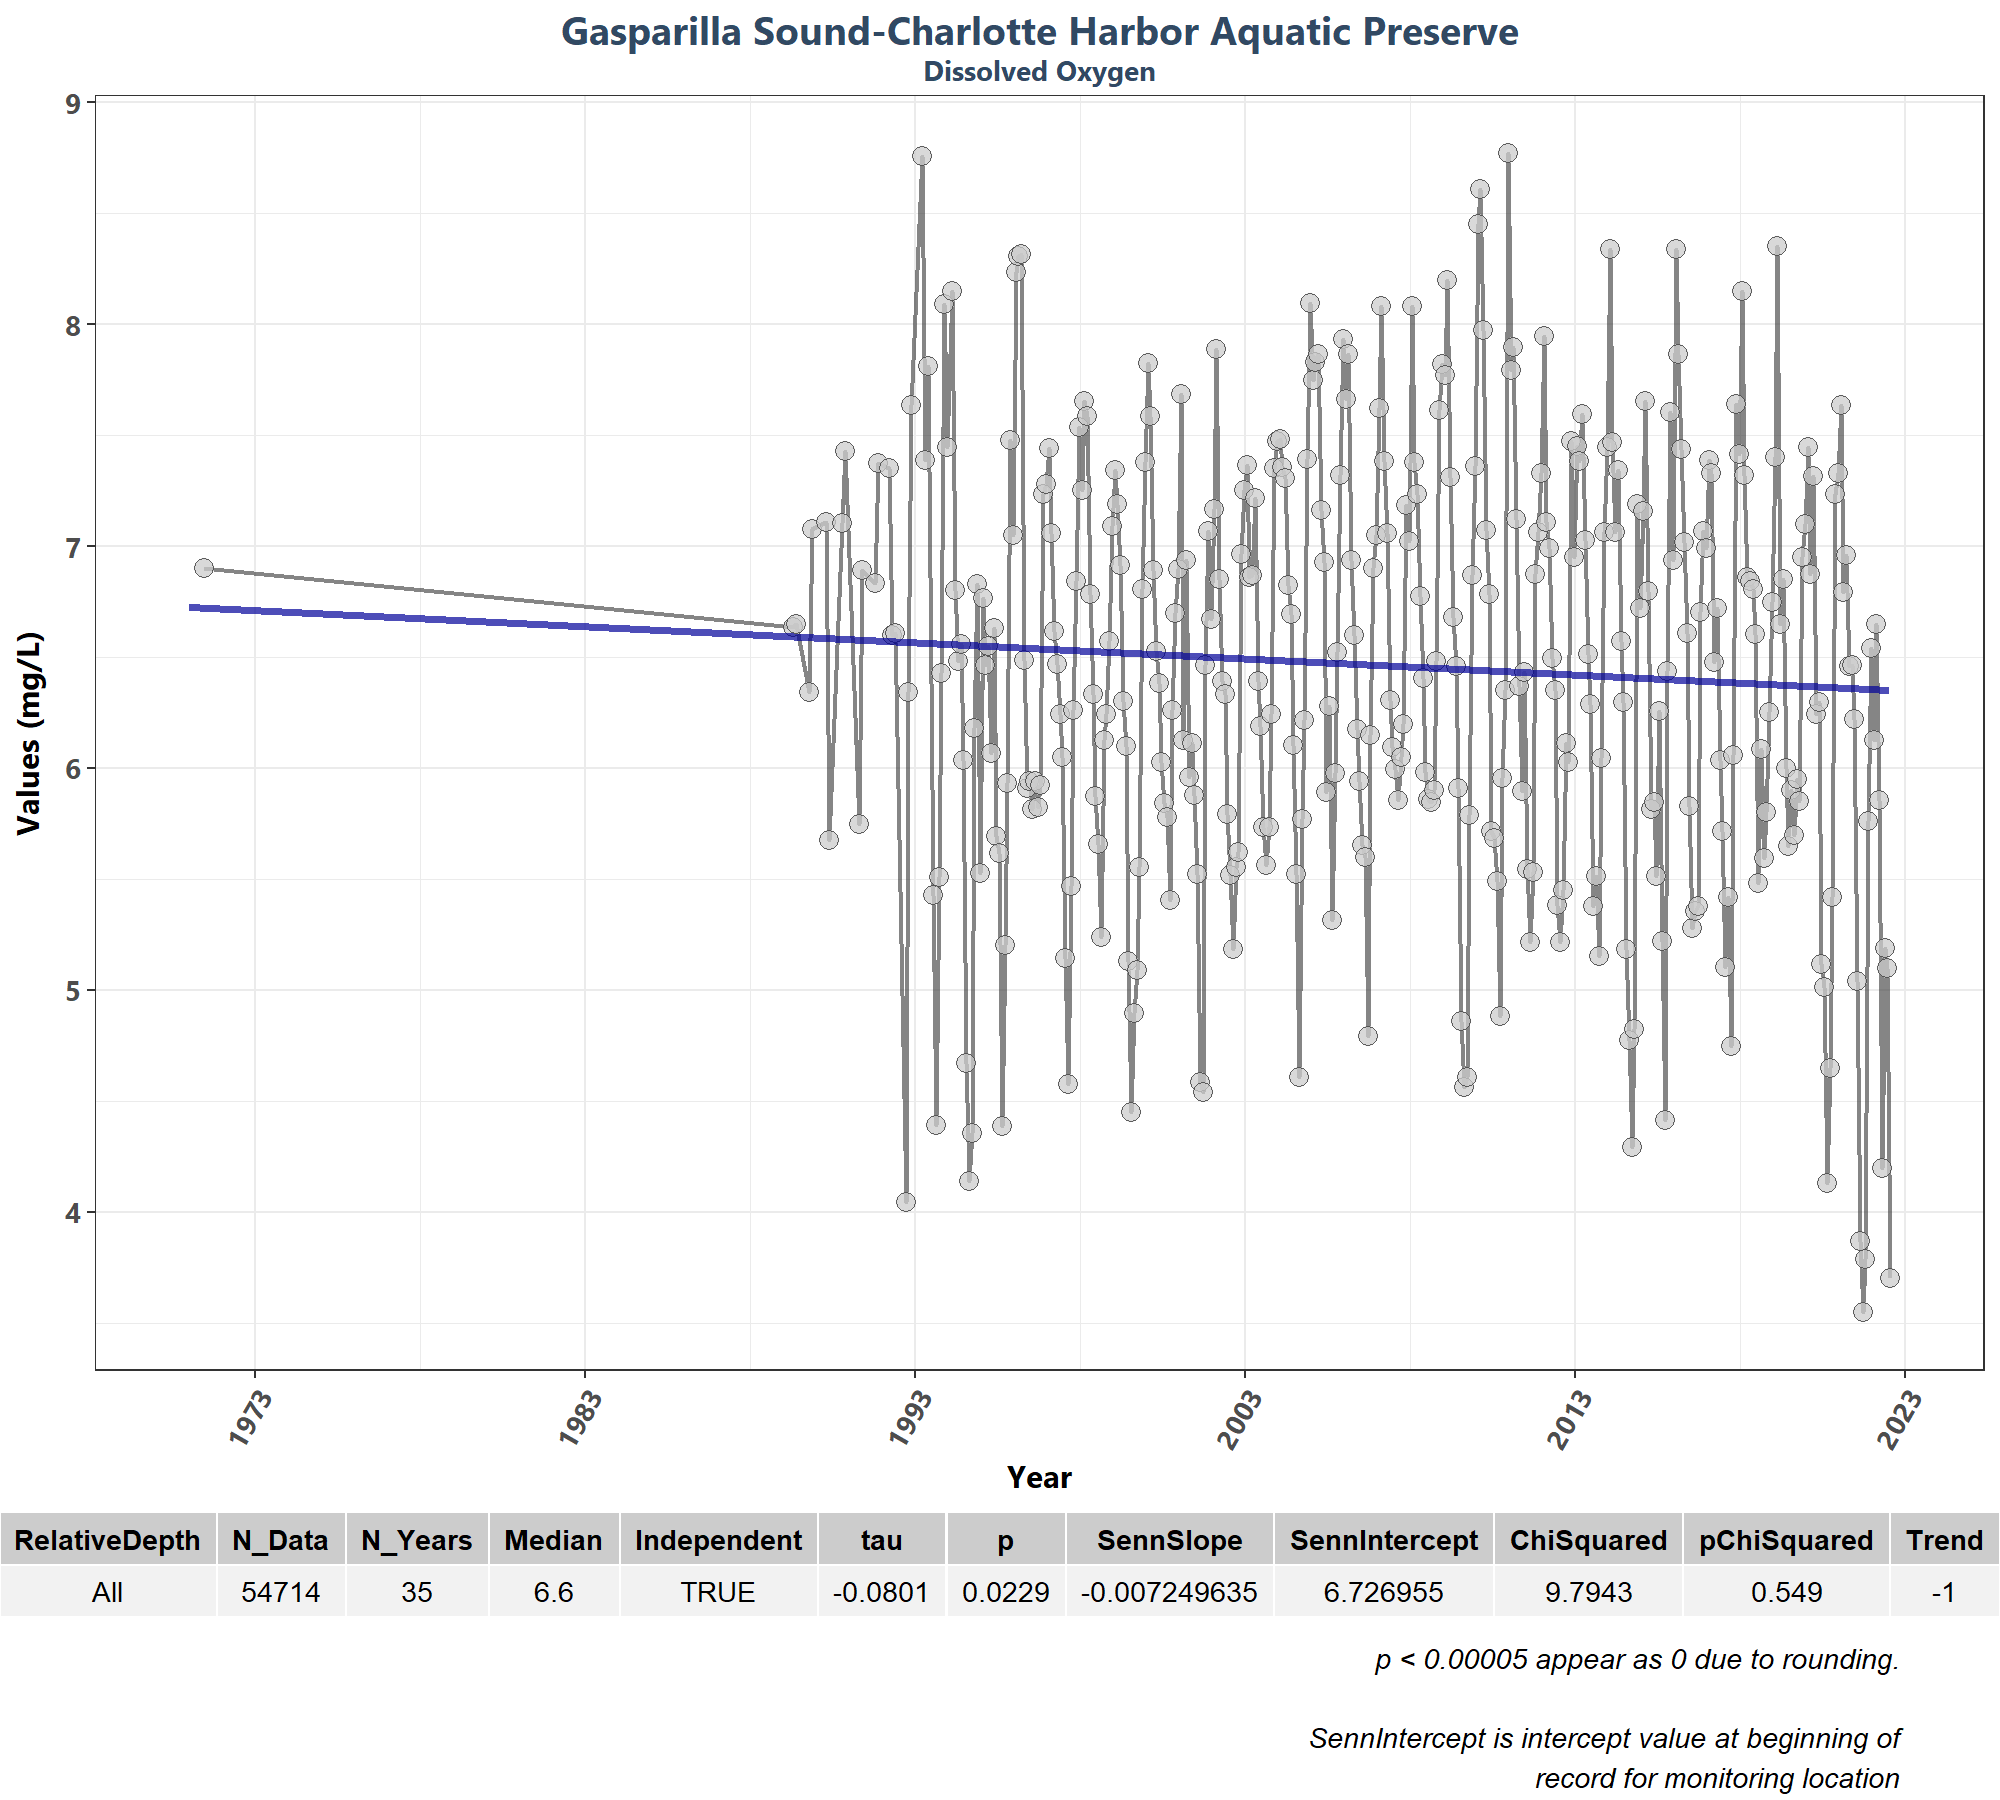 Gasparilla Sound-Charlotte Harbor Aquatic Preserve
Dissolved Oxygen
9
8
7
6
5
4
Values (mg/L)
1973 1983 1993 2003 2013 2023
Year
RelativeDepth N_Data N_Years Median Independent tau p SennSlope SennIntercept ChiSquared pChiSquared Trend
All 54714 35 6.6 TRUE -0.0801 0.0229 -0.007249635 6.726955 9.7943 0.549 -1
p < 0.00005 appear as 0 due to rounding.
SennIntercept is intercept value at beginning of
record for monitoring location